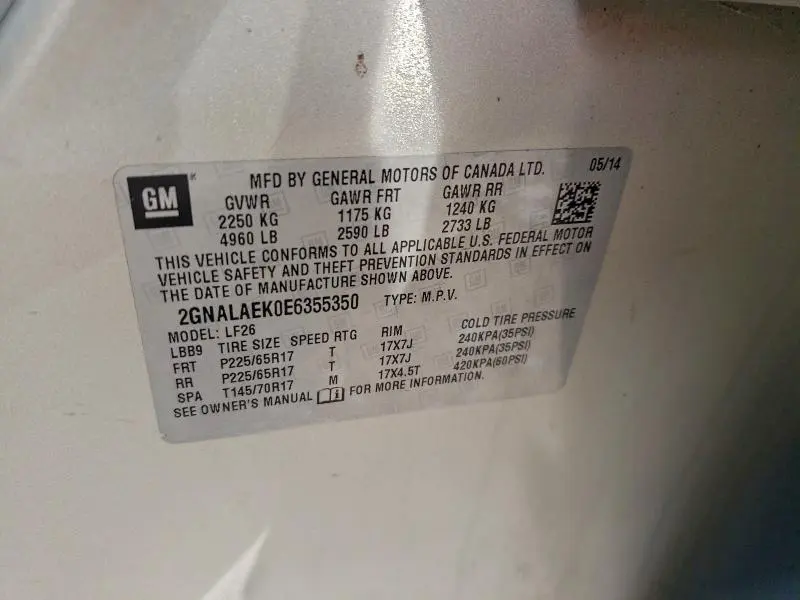 GM
MFD BY GENERAL MOTORS OF CANADA LTD. 05/14
GVWR GAWR FRT GAWR RR
2250 KG 1175 KG 1240 KG
4960 LB 2590 LB 2733 LB
THIS VEHICLE CONFORMS TO ALL APPLICABLE U.S. FEDERAL MOTOR
VEHICLE SAFETY AND THEFT PREVENTION STANDARDS IN EFFECT ON
THE DATE OF MANUFACTURE SHOWN ABOVE.
2GNALAEK0E6355350 TYPE: M.P.V.
MODEL: LF26
LBB9 TIRE SIZE SPEED RTG RIM COLD TIRE PRESSURE
FRT P225/65R17 T 17X7J 240KPA(35PSI)
RR P225/65R17 T 17X7J 240KPA(35PSI)
SPA T145/70R17 M 17X4.5T 420KPA(60PSI)
SEE OWNER'S MANUAL FOR MORE INFORMATION.